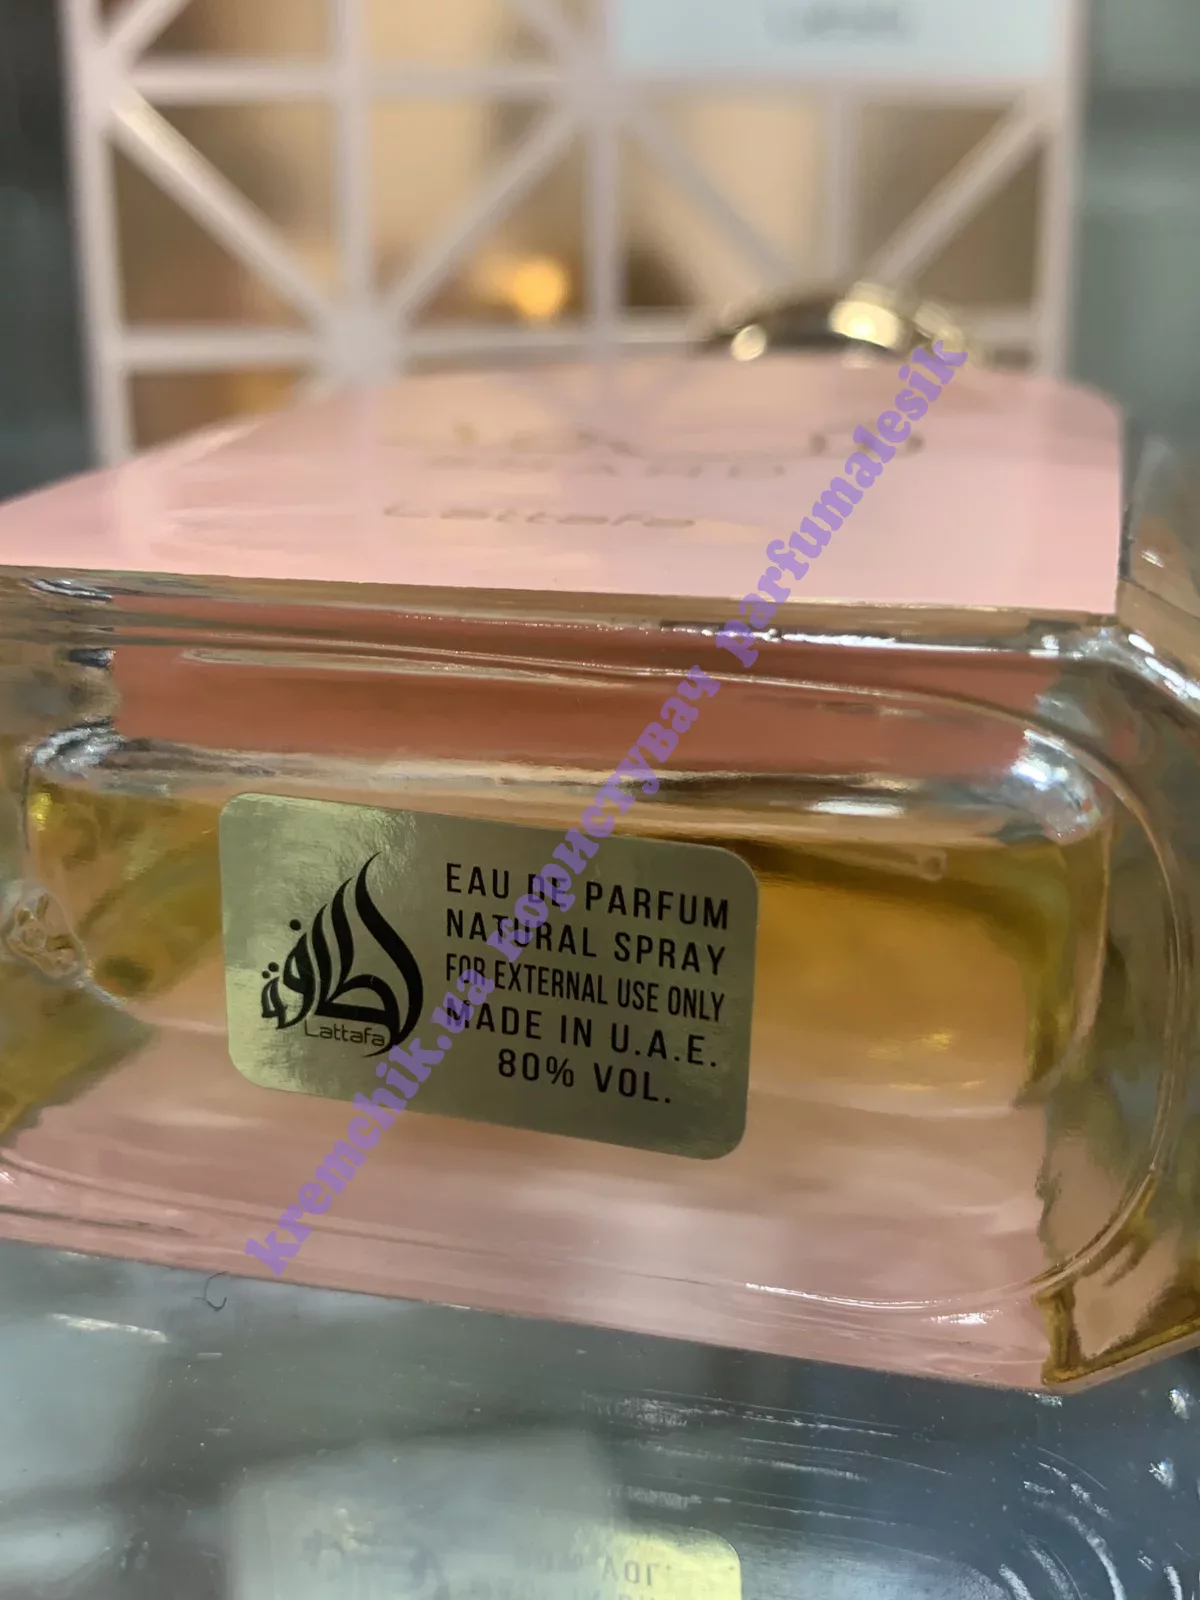 Lattafa
لطافة
Lattafa
EAU DE PARFUM
NATURAL SPRAY
FOR EXTERNAL USE ONLY
MADE IN U.A.E.
80% VOL.
kremchik.ua користувач parfumalesik